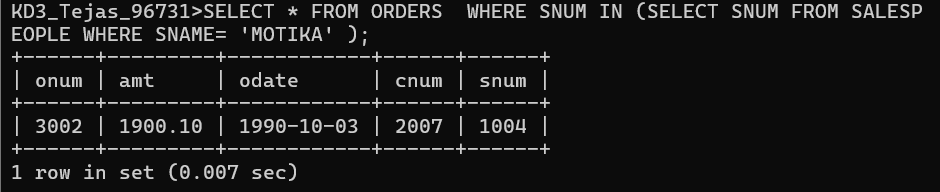 KD3_Tejas_96731>SELECT * FROM ORDERS  WHERE SNUM IN (SELECT SNUM FROM SALESP
EOPLE WHERE SNAME= 'MOTIKA' );
+------+---------+------------+------+------+
| onum | amt     | odate      | cnum | snum |
+------+---------+------------+------+------+
| 3002 | 1900.10 | 1990-10-03 | 2007 | 1004 |
+------+---------+------------+------+------+
1 row in set (0.007 sec)